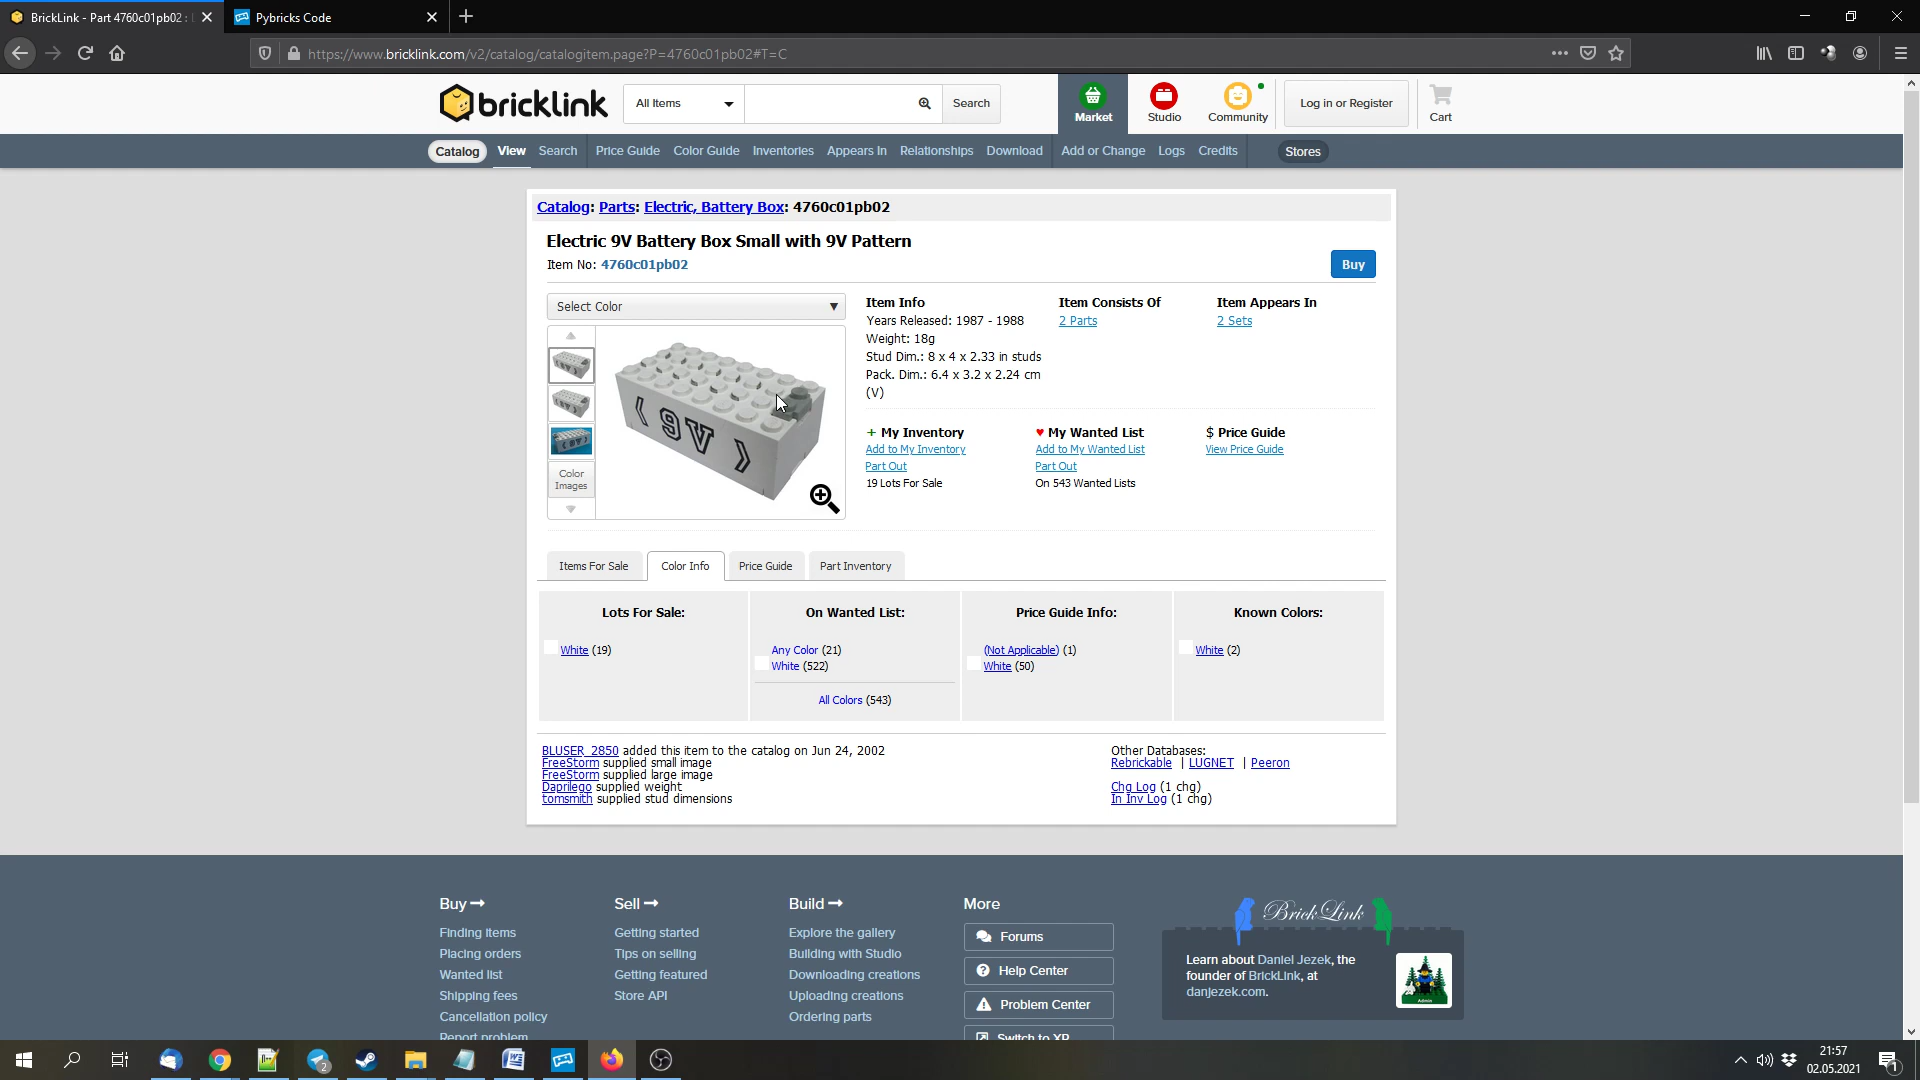 BrickLink - Part 4760c01pb02 :
Pybricks Code
https://www.bricklink.com/v2/catalog/catalogitem.page?P=4760c01pb02#T=C
bricklink
All Items
Search
Market
Studio
Community
Log in or Register
Cart
Catalog
View
Search
Price Guide
Color Guide
Inventories
Appears In
Relationships
Download
Add or Change
Logs
Credits
Stores
Catalog: Parts: Electric, Battery Box: 4760c01pb02
Electric 9V Battery Box Small with 9V Pattern
Item No: 4760c01pb02
Buy
Select Color
Color
Images
9V
Item Info
Years Released: 1987 - 1988
Weight: 18g
Stud Dim.: 8 x 4 x 2.33 in studs
Pack. Dim.: 6.4 x 3.2 x 2.24 cm
(V)
Item Consists Of
2 Parts
Item Appears In
2 Sets
+ My Inventory
Add to My Inventory
Part Out
19 Lots For Sale
♥ My Wanted List
Add to My Wanted List
Part Out
On 543 Wanted Lists
$ Price Guide
View Price Guide
Items For Sale
Color Info
Price Guide
Part Inventory
Lots For Sale:
White (19)
On Wanted List:
Any Color (21)
White (522)
All Colors (543)
Price Guide Info:
(Not Applicable) (1)
White (50)
Known Colors:
White (2)
BLUSER_2850 added this item to the catalog on Jun 24, 2002
FreeStorm supplied small image
FreeStorm supplied large image
Daprilego supplied weight
tomsmith supplied stud dimensions
Other Databases:
Rebrickable | LUGNET | Peeron
Chg Log (1 chg)
In Inv Log (1 chg)
Buy
Finding items
Placing orders
Wanted list
Shipping fees
Cancellation policy
Report problem
Sell
Getting started
Tips on selling
Getting featured
Store API
Build
Explore the gallery
Building with Studio
Downloading creations
Uploading creations
Ordering parts
More
Forums
Help Center
Problem Center
Switch to XP
BrickLink
Learn about Daniel Jezek, the
founder of BrickLink, at
danjezek.com.
Admin
2
21:57
02.05.2021
1